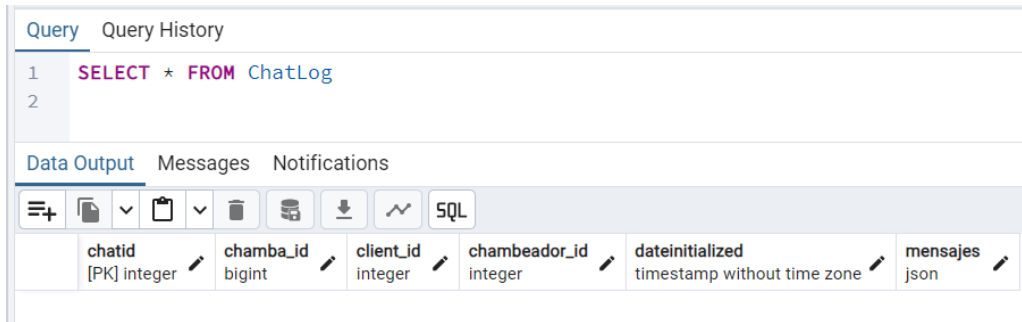 Query Query History
1 SELECT * FROM ChatLog
2
Data Output Messages Notifications
SQL
chatid chamba_id client_id chambeador_id dateinitialized mensajes
[PK] integer bigint integer integer timestamp without time zone json